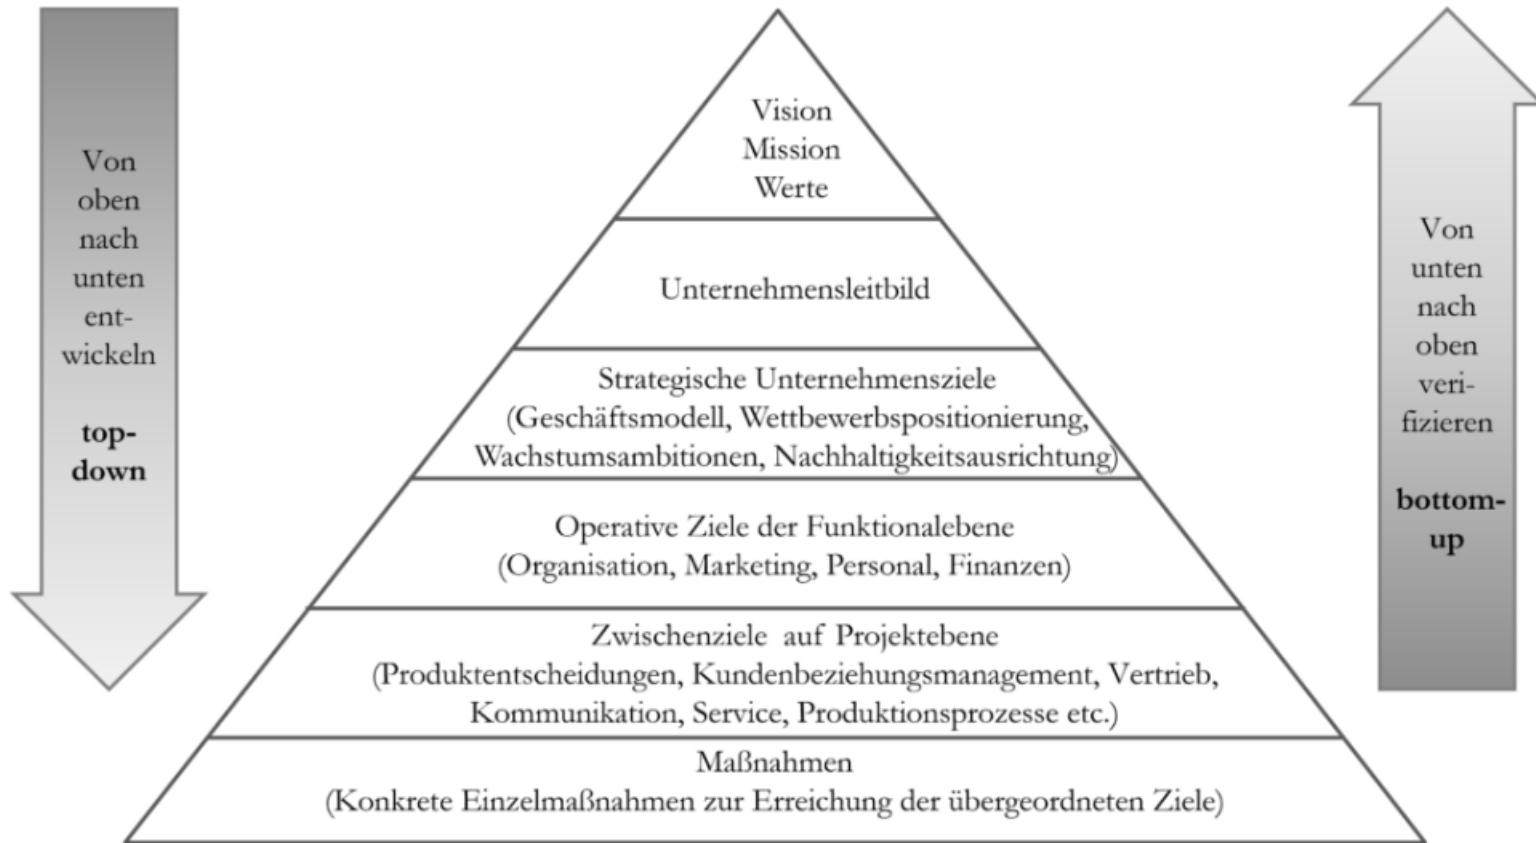 Von
oben
nach
unten
ent-
wickeln
top-
down
Vision
Mission
Werte
Unternehmensleitbild
Strategische Unternehmensziele
(Geschäftsmodell, Wettbewerbspositionierung,
Wachstumsambitionen, Nachhaltigkeitsausrichtung)
Operative Ziele der Funktionalebene
(Organisation, Marketing, Personal, Finanzen)
Zwischenziele auf Projektebene
(Produktentscheidungen, Kundenbeziehungsmanagement, Vertrieb,
Kommunikation, Service, Produktionsprozesse etc.)
Maßnahmen
(Konkrete Einzelmaßnahmen zur Erreichung der übergeordneten Ziele)
Von
unten
nach
oben
veri-
fizieren
bottom-
up